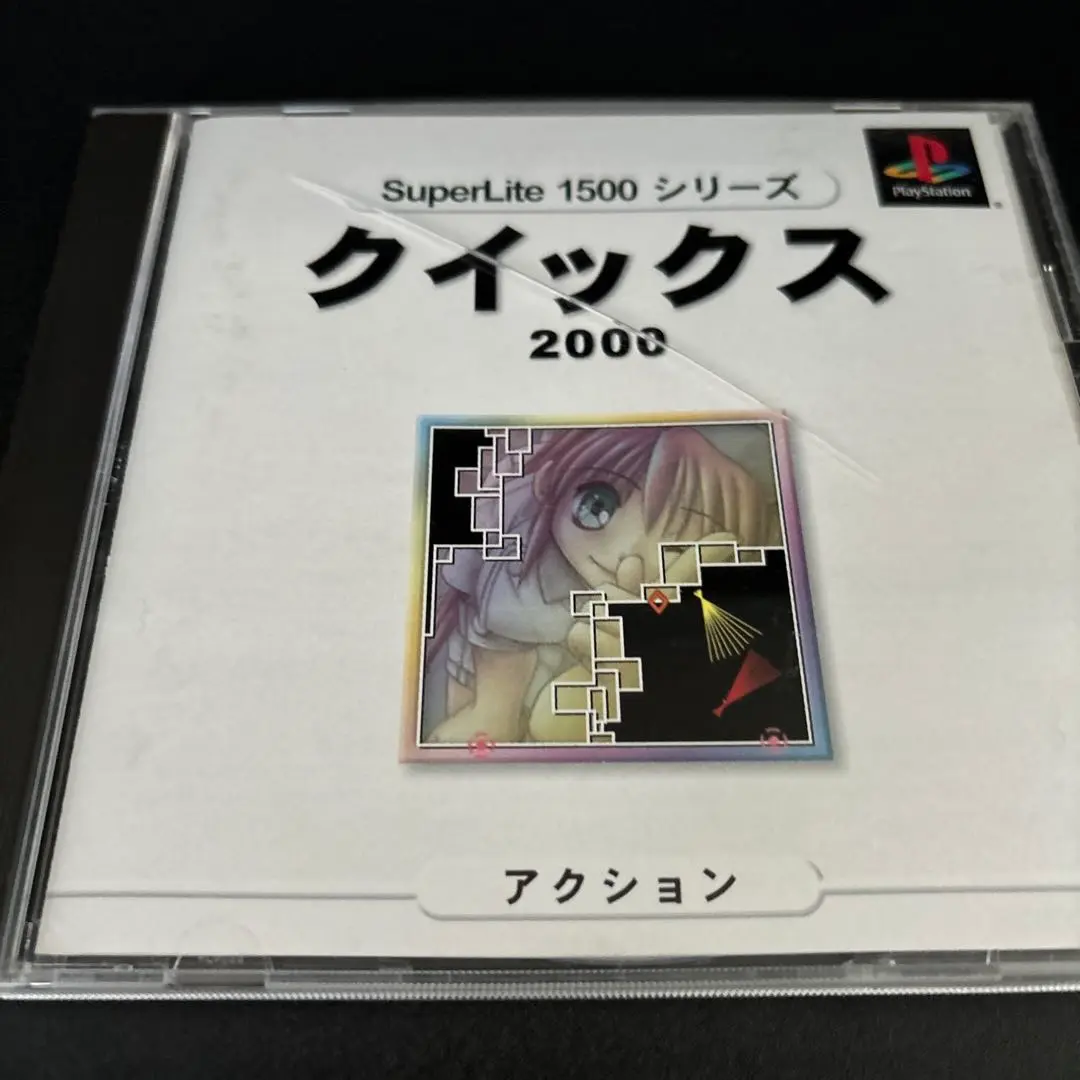 SuperLite 1500 シリーズ
PlayStation
クイックス
2000
アクション